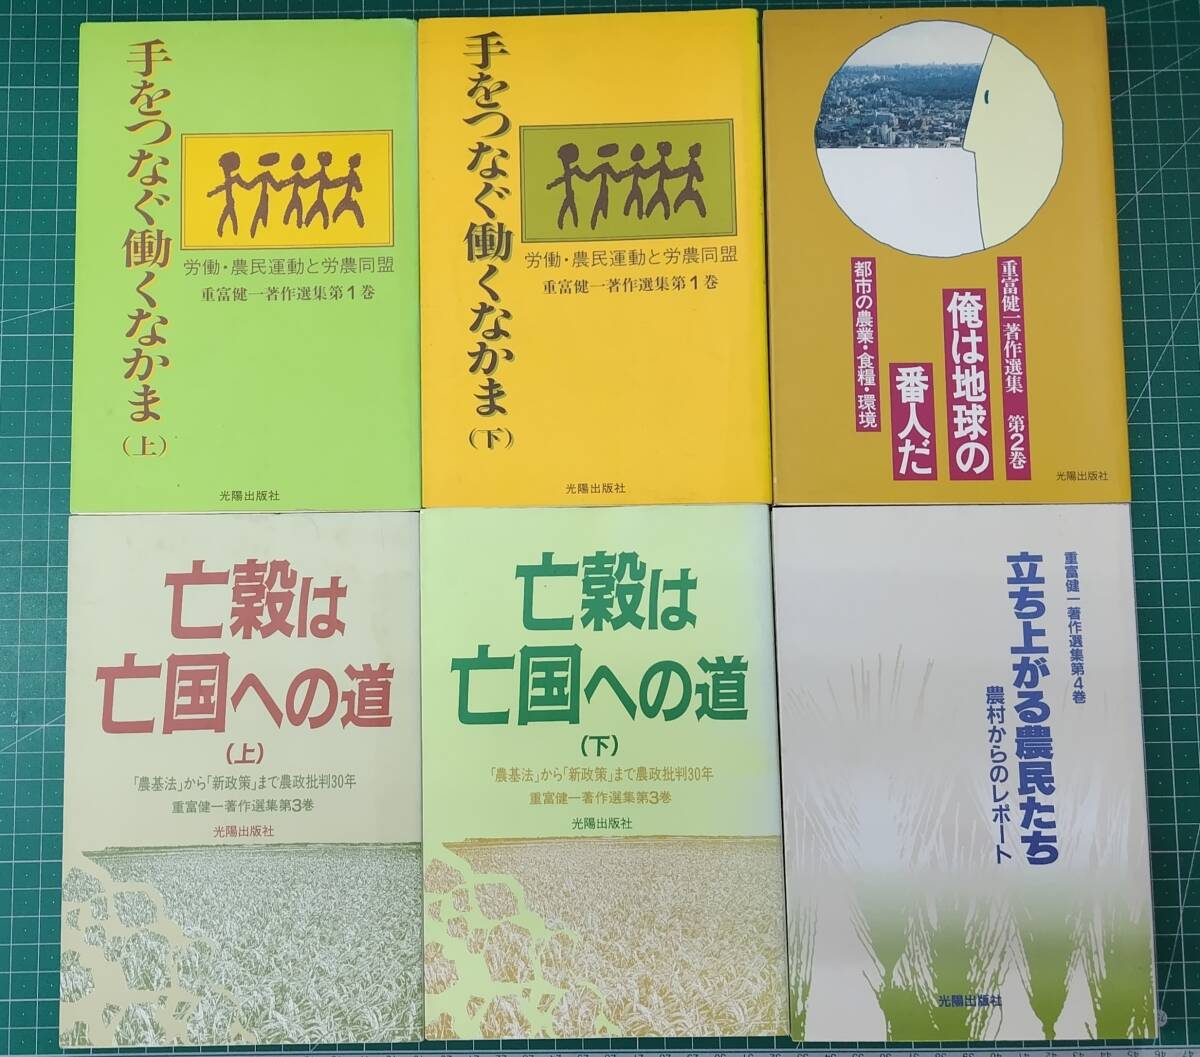 手をつなぐ働くなかま(上)
労働・農民運動と労農同盟
重富健一著作選集第1巻
光陽出版社
手をつなぐ働くなかま(下)
労働・農民運動と労農同盟
重富健一著作選集第1巻
光陽出版社
重富健一著作選集 第2巻
俺は地球の
番人だ
都市の農業・食糧・環境
光陽出版社
亡穀は
亡国への道
(上)
「農基法」から「新政策」まで農政批判30年
重富健一著作選集第3巻
光陽出版社
亡穀は
亡国への道
(下)
「農基法」から「新政策」まで農政批判30年
重富健一著作選集第3巻
光陽出版社
重富健一著作選集第4巻
立ち上がる農民たち
農村からのレポート
光陽出版社